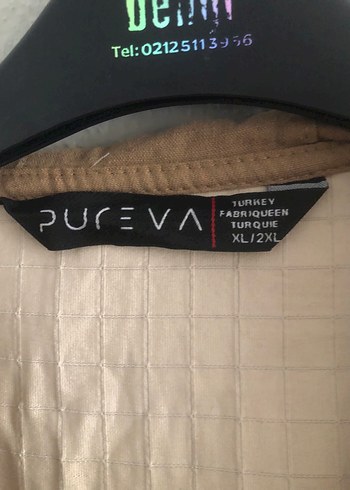 Tel:02125113956
PUREVA
TURKEY
FABRIQUEEN
TURQUIE
XL/2XL